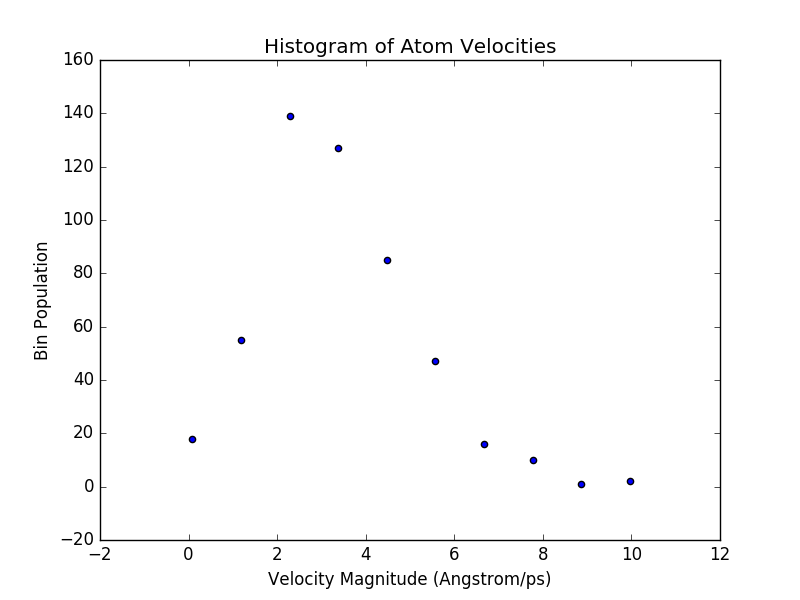 Histogram of Atom Velocities
160
140
120
100
80
60
40
20
0
−20
Bin Population
−2 0 2 4 6 8 10 12
Velocity Magnitude (Angstrom/ps)